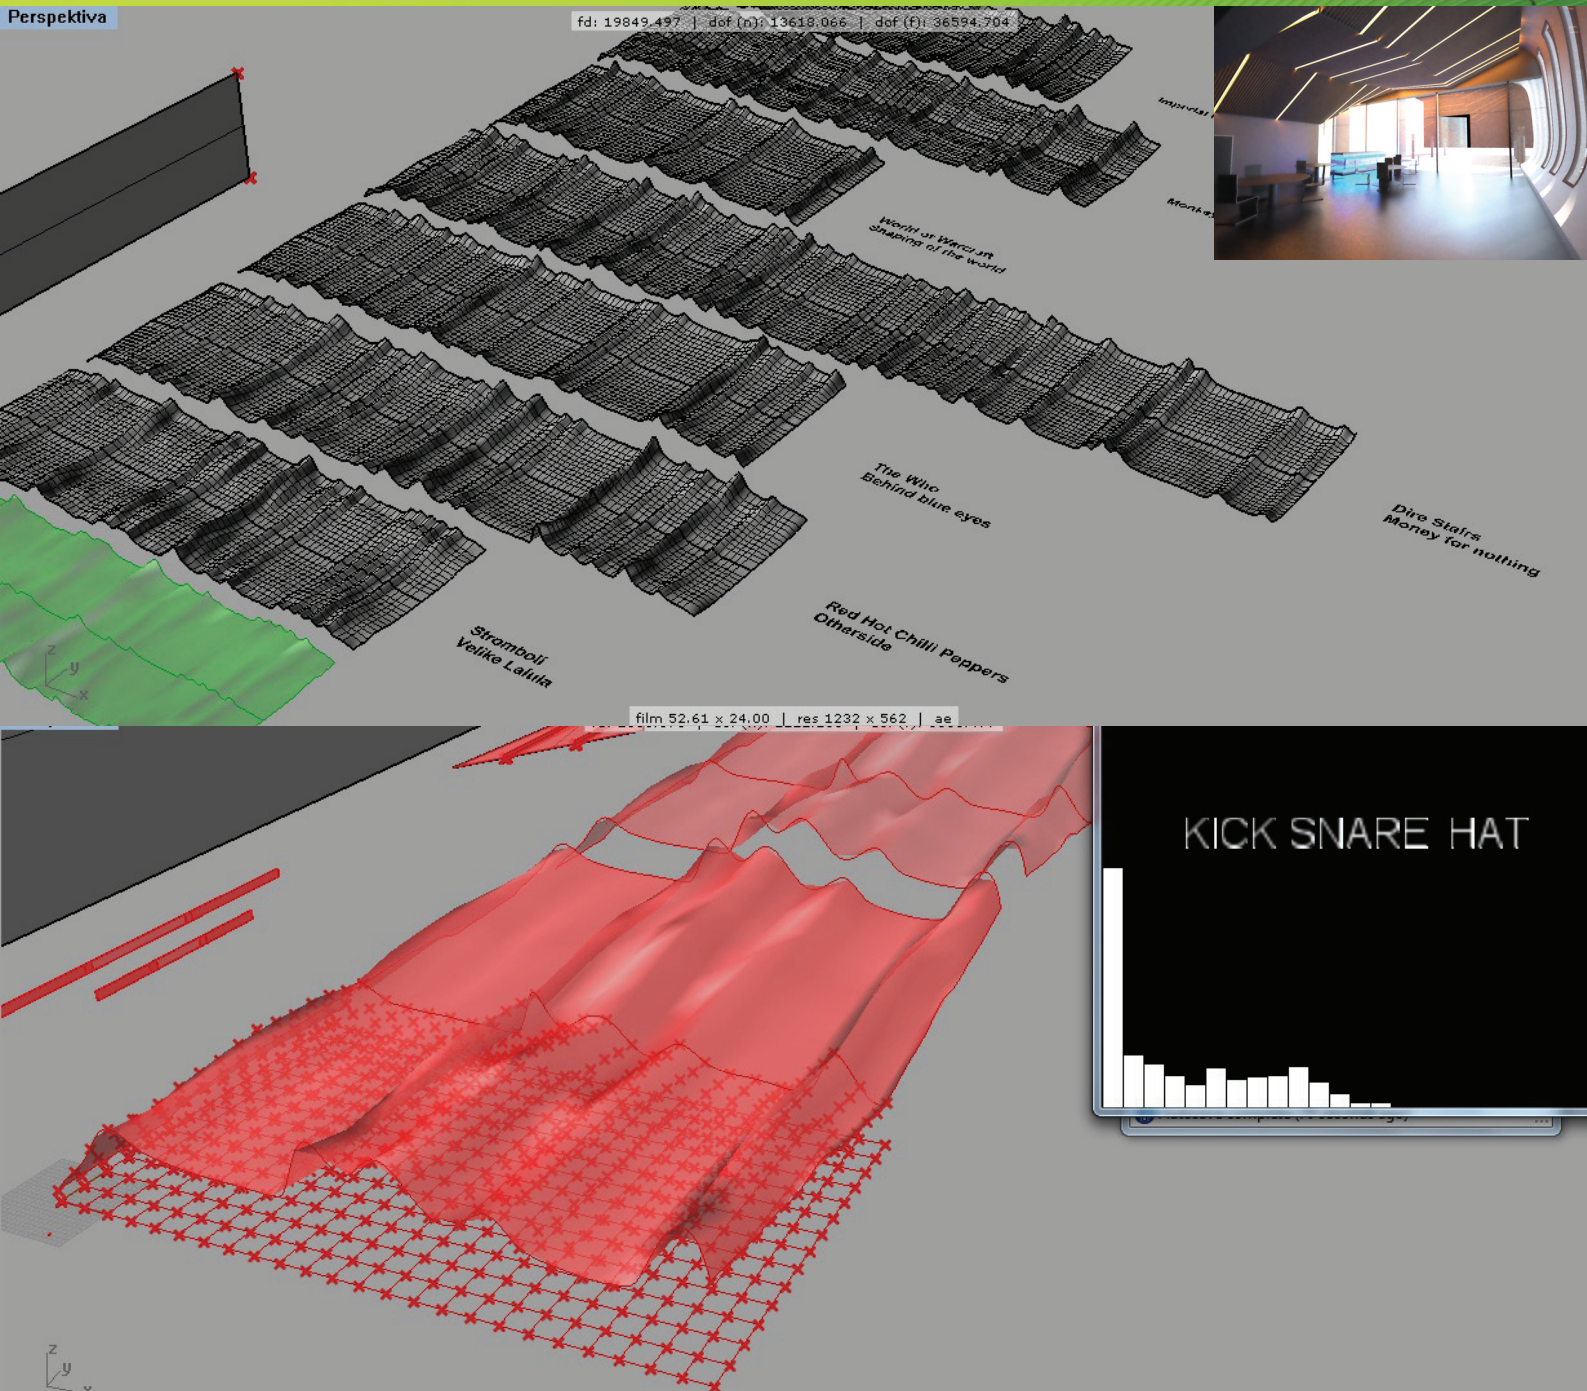 Perspektiva
fd: 19849.497 | dof (n): 13618.066 | dof (f): 36594.704
Imperial
World of Warcraft
Shaping of the world
The Who
Behind blue eyes
Dire Stairs
Money for nothing
Red Hot Chilli Peppers
Otherside
Stromboli
Velike Lalula
z
y
x
film 52.61 x 24.00 | res 1232 x 562 | ae
KICK SNARE HAT
z
y